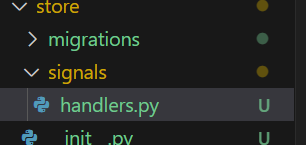 store
migrations
signals
handlers.py U
__init__.py U